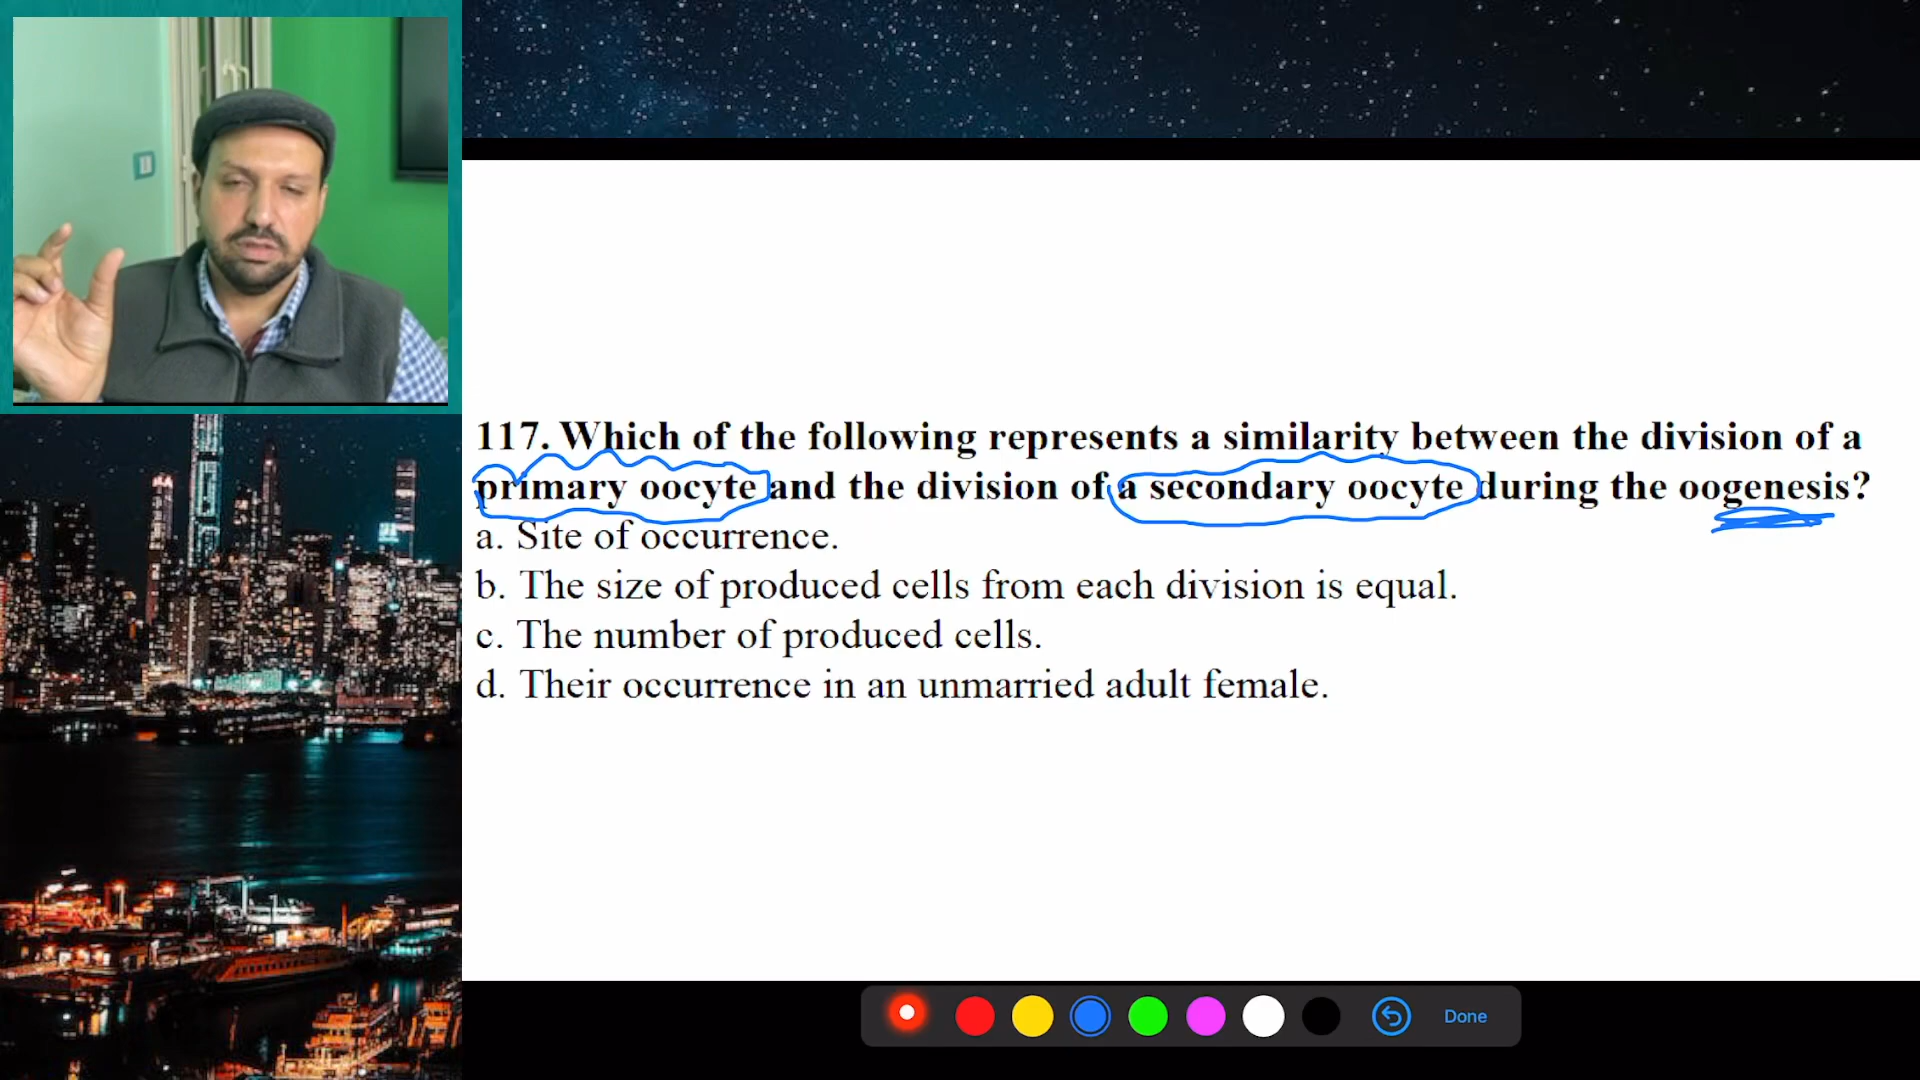 117. Which of the following represents a similarity between the division of a
primary oocyte and the division of a secondary oocyte during the oogenesis?
a. Site of occurrence.
b. The size of produced cells from each division is equal.
c. The number of produced cells.
d. Their occurrence in an unmarried adult female.
Done